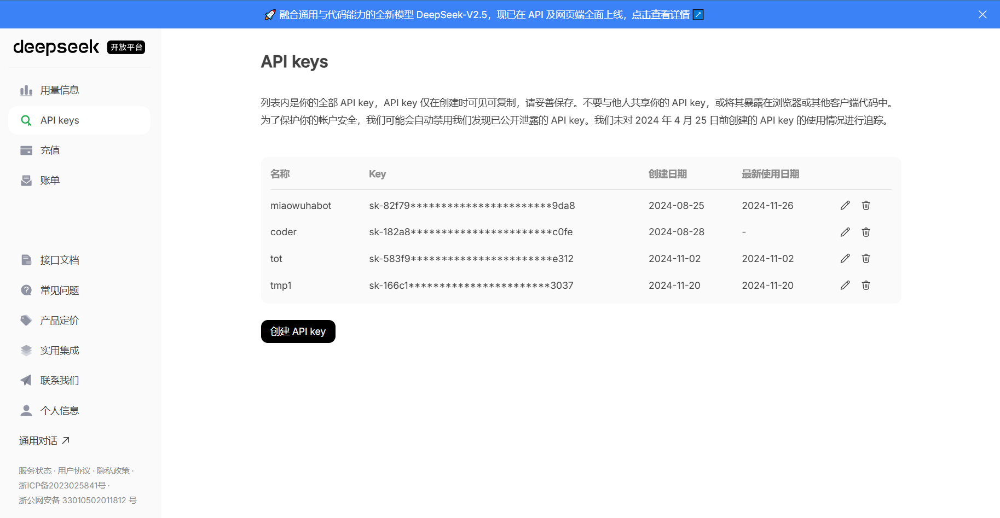 融合通用与代码能力的全新模型 DeepSeek-V2.5，现已在 API 及网页端全面上线，点击查看详情
deepseek 开放平台
用量信息
API keys
充值
账单
接口文档
常见问题
产品定价
实用集成
联系我们
个人信息
通用对话
服务状态 · 用户协议 · 隐私政策 ·
浙ICP备2023025841号 ·
浙公网安备 33010502011812 号
API keys
列表内是你的全部 API key，API key 仅在创建时可见可复制，请妥善保存。不要与他人共享你的 API key，或将其暴露在浏览器或其他客户端代码中。
为了保护你的帐户安全，我们可能会自动禁用我们发现已公开泄露的 API key。我们未对 2024 年 4 月 25 日前创建的 API key 的使用情况进行追踪。
名称 Key 创建日期 最新使用日期
miaowuhabot sk-82f79***********************9da8 2024-08-25 2024-11-26
coder sk-182a8***********************c0fe 2024-08-28 -
tot sk-583f9***********************e312 2024-11-02 2024-11-02
tmp1 sk-166c1***********************3037 2024-11-20 2024-11-20
创建 API key